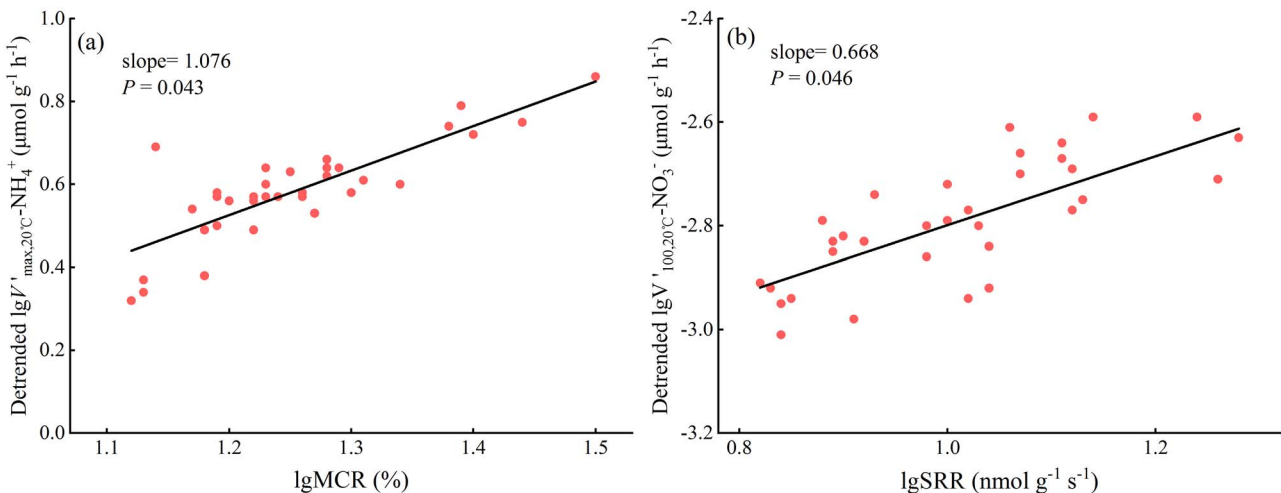 (a)
slope= 1.076
P = 0.043
Detrended lgV'max,20℃-NH4+ (μmol g-1 h-1)
1.0
0.8
0.6
0.4
0.2
0.0
1.1 1.2 1.3 1.4 1.5
lgMCR (%)
(b)
slope= 0.668
P = 0.046
Detrended lgV'100,20℃-NO3- (μmol g-1 h-1)
-2.4
-2.6
-2.8
-3.0
-3.2
0.8 1.0 1.2
lgSRR (nmol g-1 s-1)